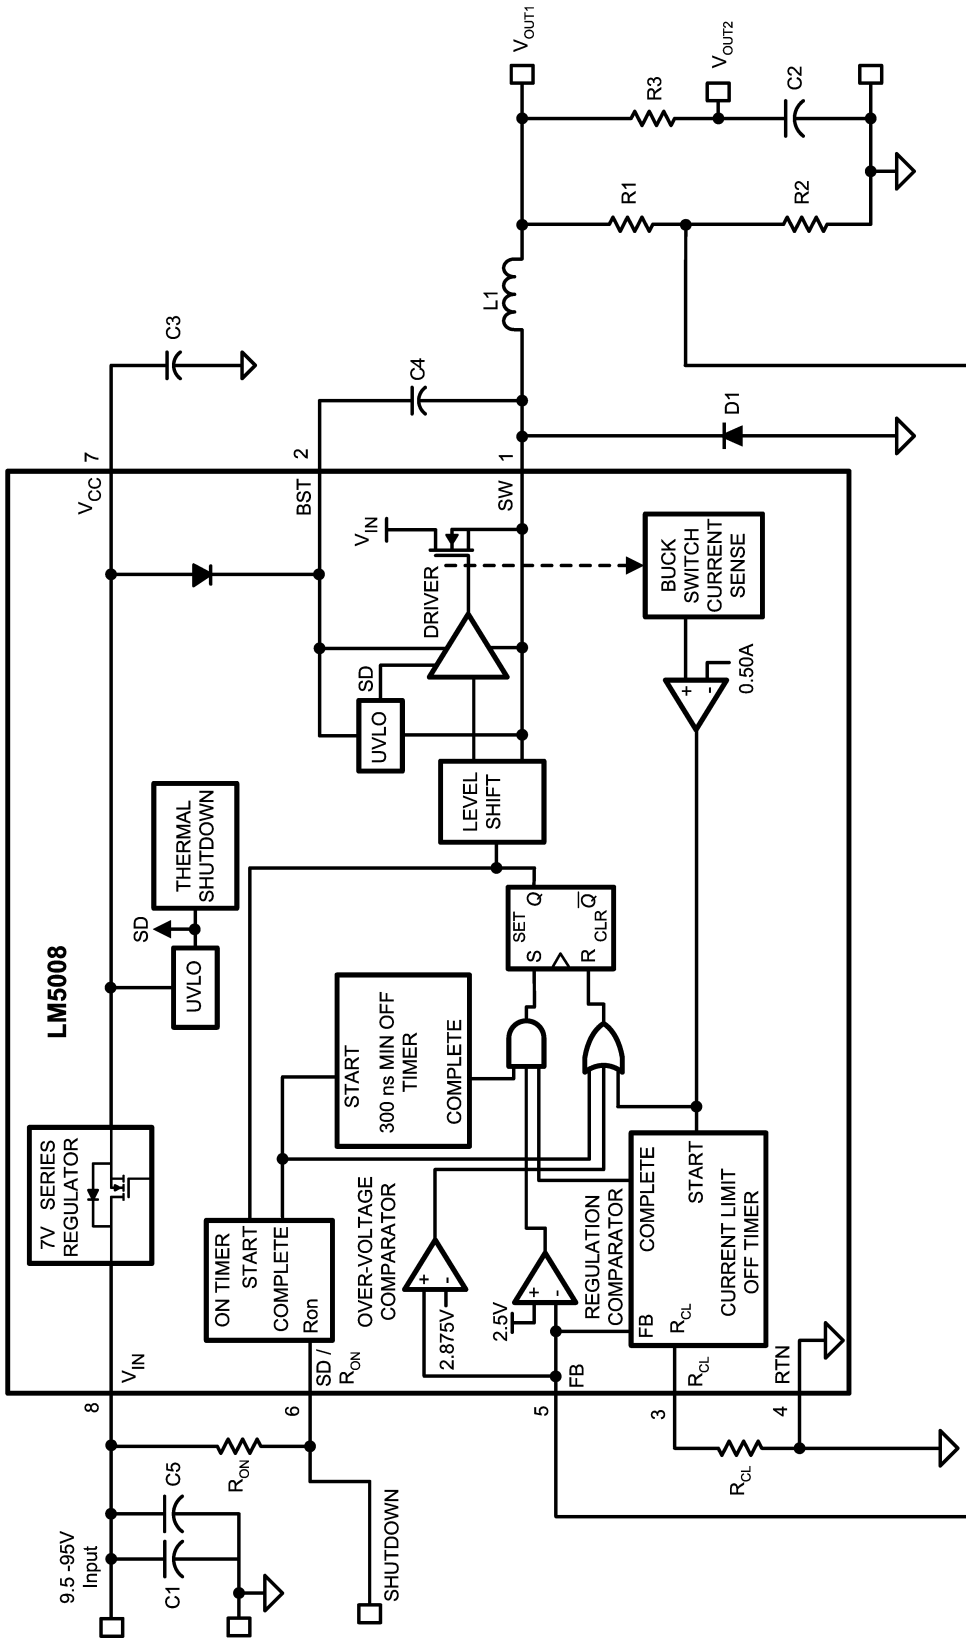 LM5008
9.5 -95V
Input
C1
C5
8
V_IN
7V SERIES
REGULATOR
UVLO
SD
THERMAL
SHUTDOWN
V_CC
7
C3
R_ON
6
SD /
R_ON
SHUTDOWN
ON TIMER
START
COMPLETE
Ron
START
300 ns MIN OFF
TIMER
COMPLETE
OVER-VOLTAGE
COMPARATOR
+
-
2.875V
2.5V
+
-
REGULATION
COMPARATOR
5
FB
COMPLETE
START
FB
R_CL
CURRENT LIMIT
OFF TIMER
3
R_CL
R_CL
4
RTN
SET
S
Q
R
CLR
Q
LEVEL
SHIFT
UVLO
SD
DRIVER
V_IN
BST
2
C4
SW
1
BUCK
SWITCH
CURRENT
SENSE
+
-
0.50A
D1
L1
V_OUT1
R1
R2
R3
V_OUT2
C2